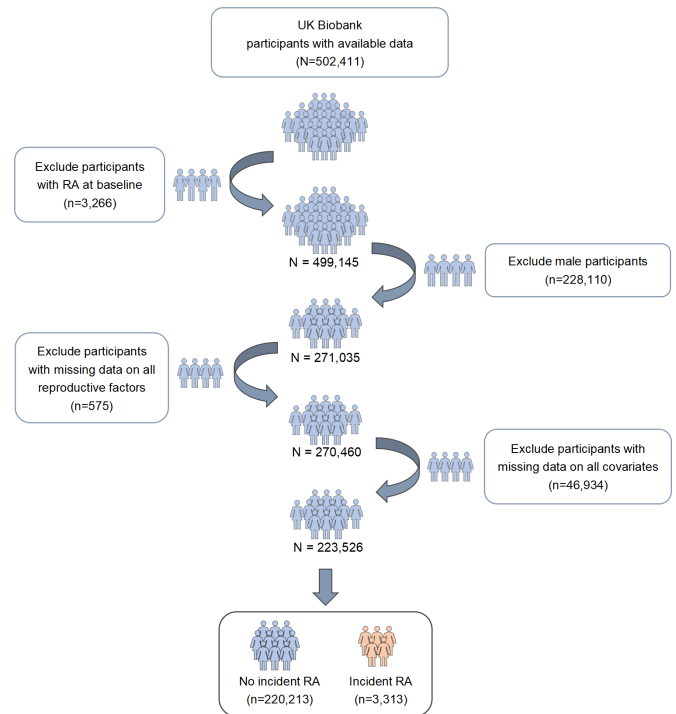 UK Biobank
participants with available data
(N=502,411)
Exclude participants
with RA at baseline
(n=3,266)
N = 499,145
Exclude male participants
(n=228,110)
N = 271,035
Exclude participants
with missing data on all
reproductive factors
(n=575)
N = 270,460
Exclude participants with
missing data on all covariates
(n=46,934)
N = 223,526
No incident RA
(n=220,213)
Incident RA
(n=3,313)